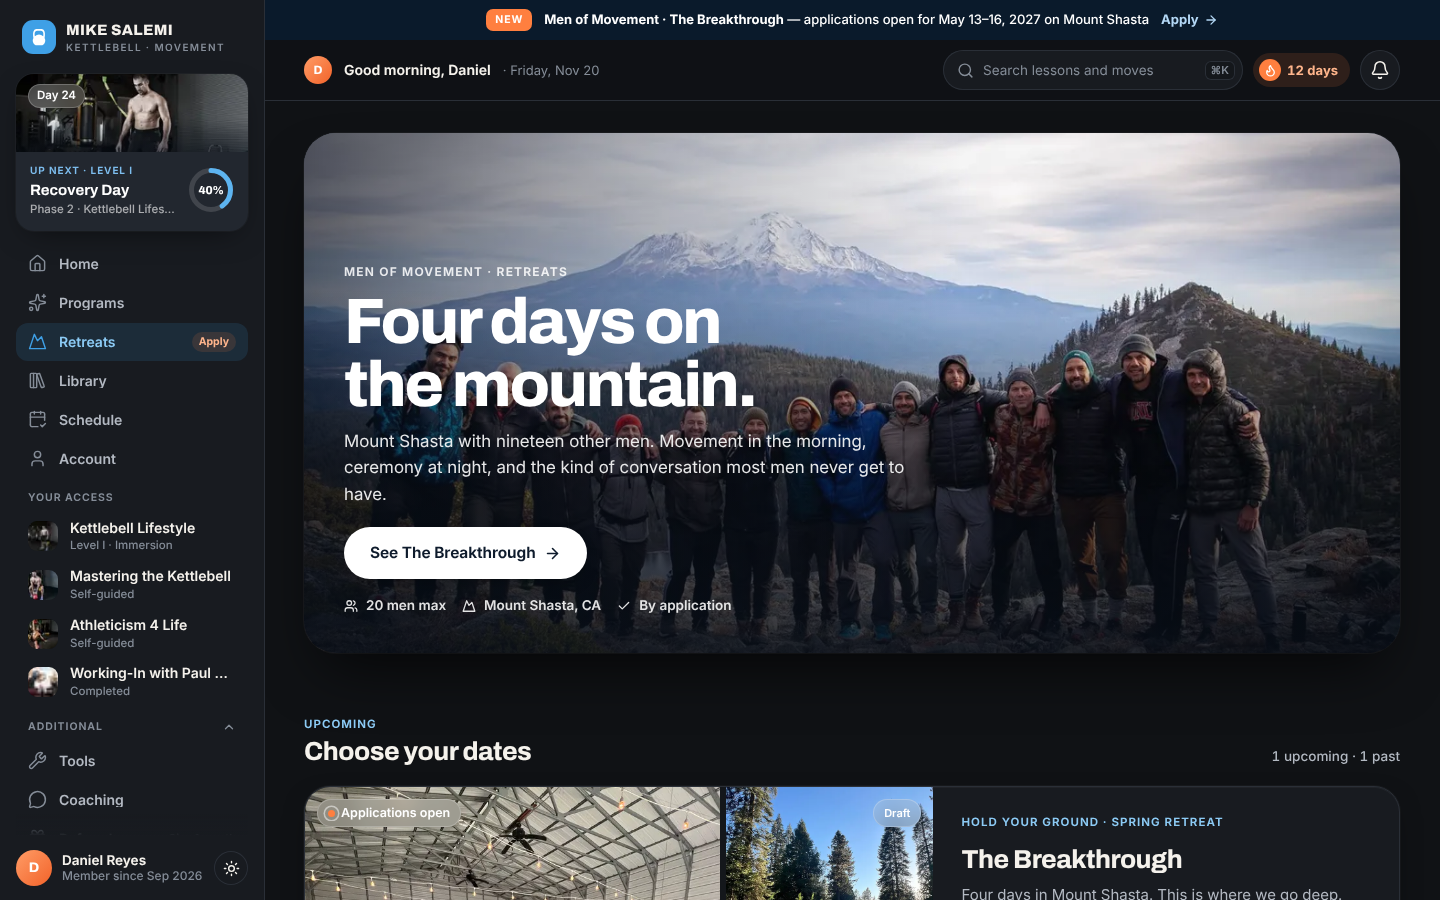 MIKE SALEMI
KETTLEBELL · MOVEMENT
Day 24
UP NEXT · LEVEL I
Recovery Day
Phase 2 · Kettlebell Lifes...
40%
Home
Programs
Retreats
Apply
Library
Schedule
Account
YOUR ACCESS
Kettlebell Lifestyle
Level I · Immersion
Mastering the Kettlebell
Self-guided
Athleticism 4 Life
Self-guided
Working-In with Paul ...
Completed
ADDITIONAL
Tools
Coaching
D
Daniel Reyes
Member since Sep 2026
NEW Men of Movement · The Breakthrough — applications open for May 13–16, 2027 on Mount Shasta Apply →
D Good morning, Daniel · Friday, Nov 20
Search lessons and moves ⌘K
12 days
MEN OF MOVEMENT · RETREATS
Four days on
the mountain.
Mount Shasta with nineteen other men. Movement in the morning,
ceremony at night, and the kind of conversation most men never get to
have.
See The Breakthrough →
20 men max Mount Shasta, CA By application
UPCOMING
Choose your dates
1 upcoming · 1 past
Applications open
Draft
HOLD YOUR GROUND · SPRING RETREAT
The Breakthrough
Four days in Mount Shasta. This is where we go deep.